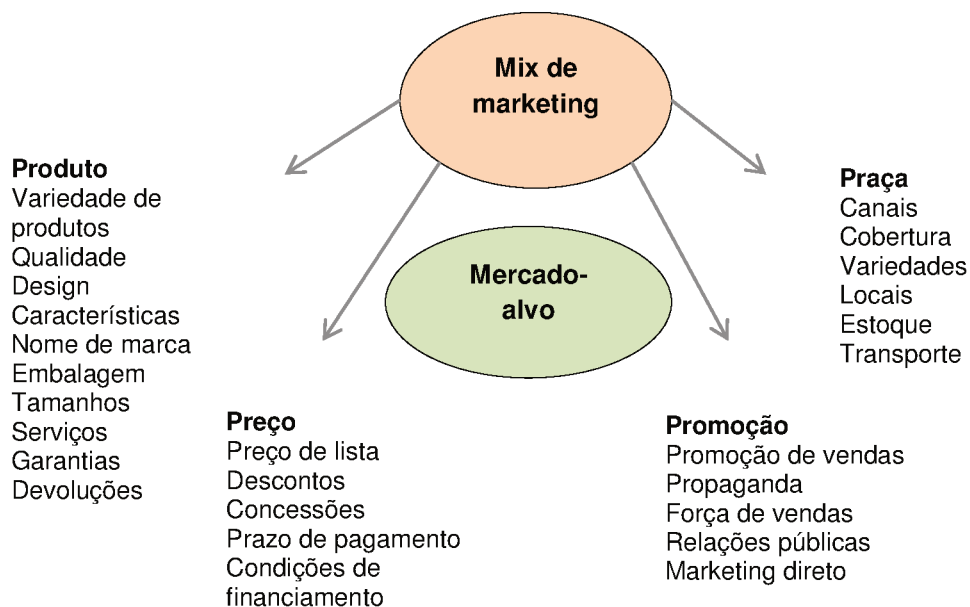 Mix de
marketing
Produto
Variedade de
produtos
Qualidade
Design
Características
Nome de marca
Embalagem
Tamanhos
Serviços
Garantias
Devoluções
Mercado-
alvo
Praça
Canais
Cobertura
Variedades
Locais
Estoque
Transporte
Preço
Preço de lista
Descontos
Concessões
Prazo de pagamento
Condições de
financiamento
Promoção
Promoção de vendas
Propaganda
Força de vendas
Relações públicas
Marketing direto